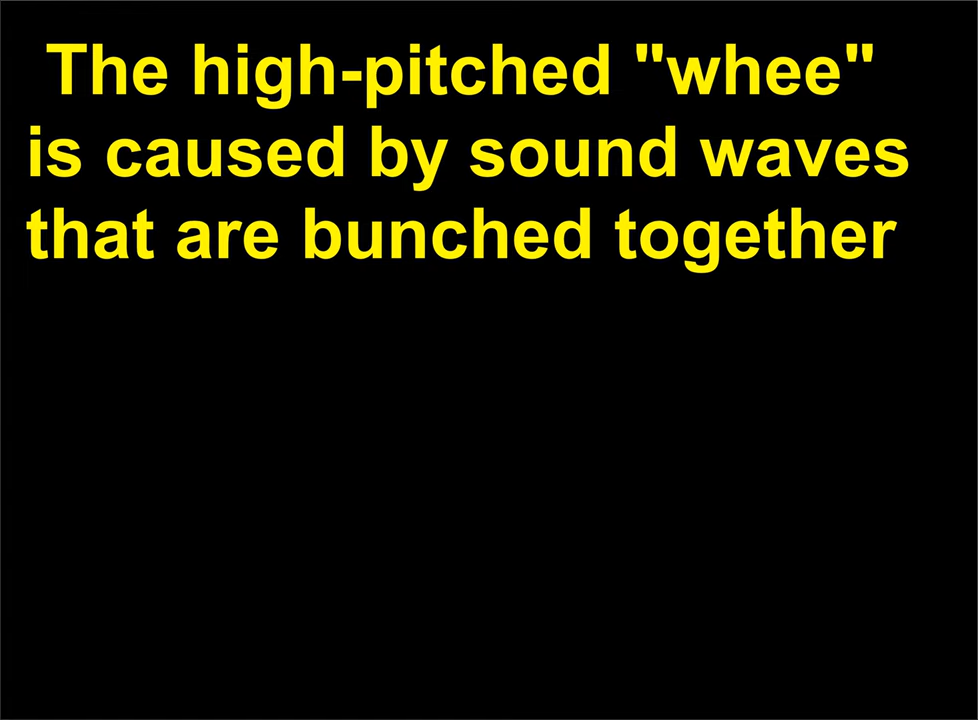 The high-pitched "whee"
is caused by sound waves
that are bunched together